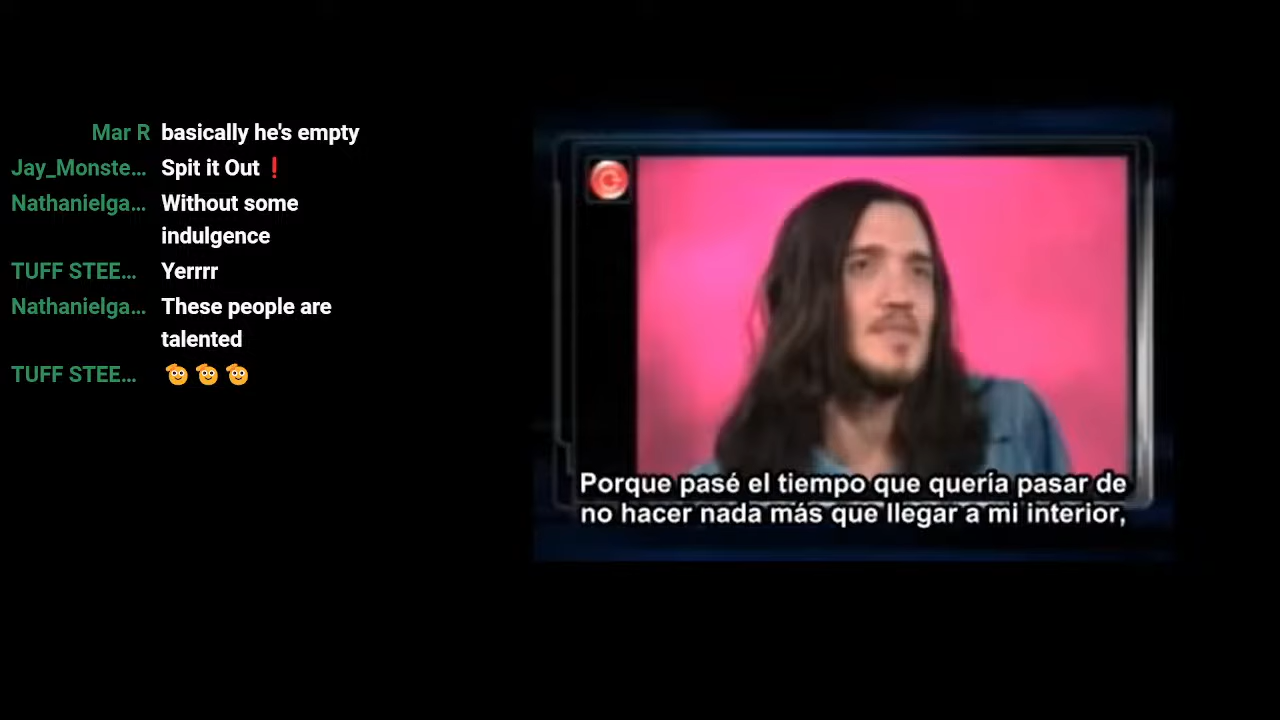 Mar R basically he's empty
Jay_Monste... Spit it Out❗
Nathanielga... Without some
indulgence
TUFF STEE... Yerrrr
Nathanielga... These people are
talented
TUFF STEE...
Porque pasé el tiempo que quería pasar de
no hacer nada más que llegar a mi interior,